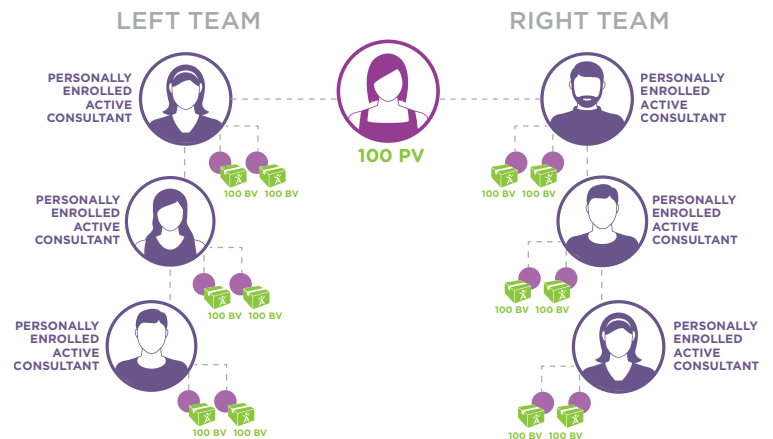 LEFT TEAM
RIGHT TEAM
PERSONALLY
ENROLLED
ACTIVE
CONSULTANT
100 PV
PERSONALLY
ENROLLED
ACTIVE
CONSULTANT
100 BV
100 BV
100 BV
100 BV
PERSONALLY
ENROLLED
ACTIVE
CONSULTANT
PERSONALLY
ENROLLED
ACTIVE
CONSULTANT
100 BV
100 BV
100 BV
100 BV
PERSONALLY
ENROLLED
ACTIVE
CONSULTANT
PERSONALLY
ENROLLED
ACTIVE
CONSULTANT
100 BV
100 BV
100 BV
100 BV